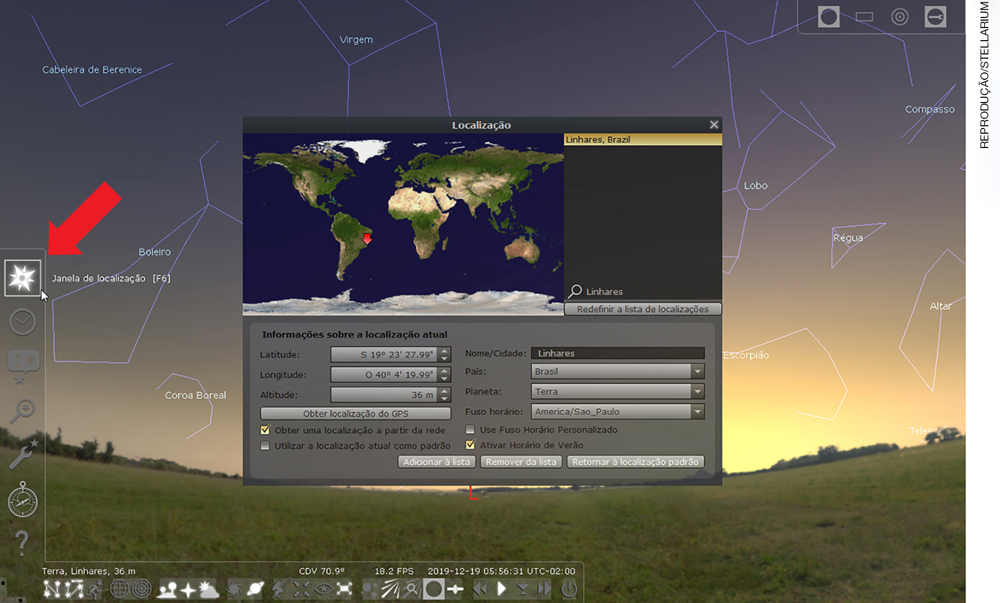 REPRODUÇÃO/STELLARIUM
Virgem
Cabeleira de Berenice
Compasso
Localização
Linhares, Brazil
Lobo
Régua
Boieiro
Janela de localização [F6]
Linhares
Redefinir a lista de localizações
Altar
Informações sobre a localização atual
Latitude: S 19° 23' 27.99" Nome/Cidade: Linhares
Longitude: O 40° 4' 19.99" País: Brasil
Altitude: 36 m Planeta: Terra
Obter localização do GPS Fuso horário: America/Sao_Paulo
Obter uma localização a partir da rede Use Fuso Horário Personalizado
Utilizar a localização atual como padrão Ativar Horário de Verão
Adicionar à lista Remover da lista Retornar à localização padrão
Escorpião
Coroa Boreal
Teles
L
Terra, Linhares, 36 m CDV 70.9° 18.2 FPS 2019-12-19 05:56:31 UTC-02:00